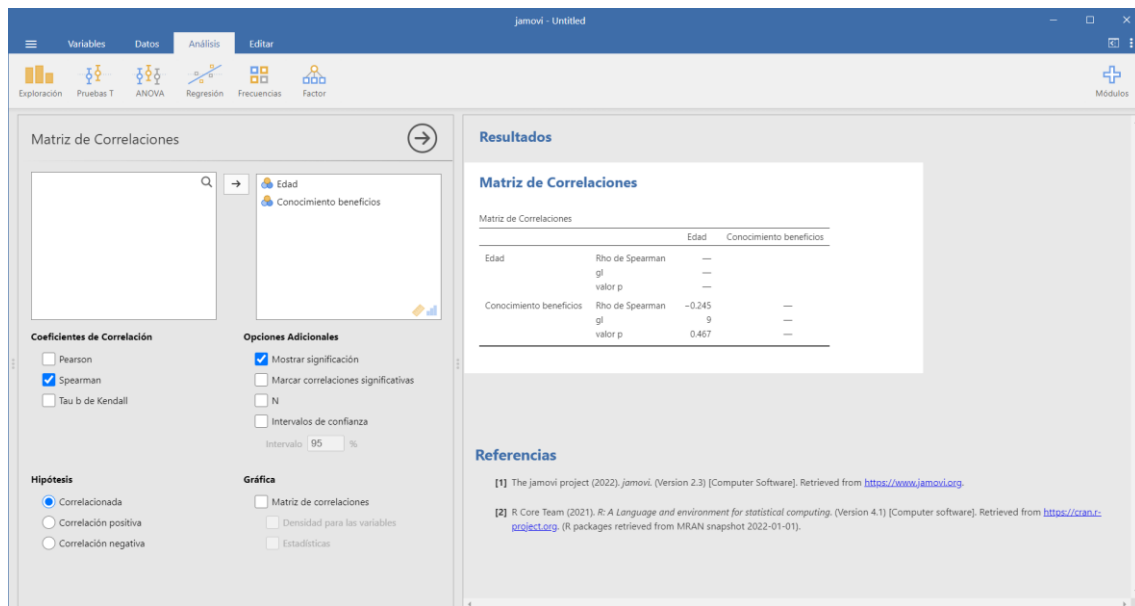 jamovi - Untitled
Variables Datos Análisis Editar
Exploración Pruebas T ANOVA Regresión Frecuencias Factor Módulos
Matriz de Correlaciones
Edad
Conocimiento beneficios
Coeficientes de Correlación
Pearson
Spearman
Tau b de Kendall
Opciones Adicionales
Mostrar significación
Marcar correlaciones significativas
N
Intervalos de confianza
Intervalo 95 %
Hipótesis
Correlacionada
Correlación positiva
Correlación negativa
Gráfica
Matriz de correlaciones
Densidad para las variables
Estadísticas
Resultados
Matriz de Correlaciones
Matriz de Correlaciones
Edad Conocimiento beneficios
Edad Rho de Spearman —
gl —
valor p —
Conocimiento beneficios Rho de Spearman −0.245 —
gl 9 —
valor p 0.467 —
Referencias
[1] The jamovi project (2022). jamovi. (Version 2.3) [Computer Software]. Retrieved from https://www.jamovi.org.
[2] R Core Team (2021). R: A Language and environment for statistical computing. (Version 4.1) [Computer software]. Retrieved from https://cran.r-
project.org. (R packages retrieved from MRAN snapshot 2022-01-01).